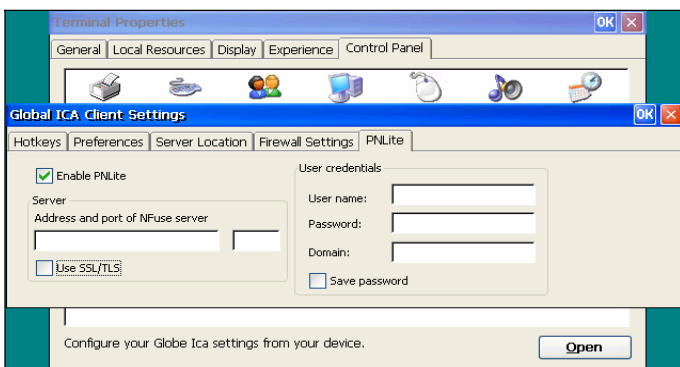 Terminal Properties OK
General Local Resources Display Experience Control Panel
Global ICA Client Settings OK
Hotkeys Preferences Server Location Firewall Settings PNLite
Enable PNLite
Server
Address and port of NFuse server
Use SSL/TLS
User credentials
User name:
Password:
Domain:
Save password
Configure your Globe Ica settings from your device.
Open